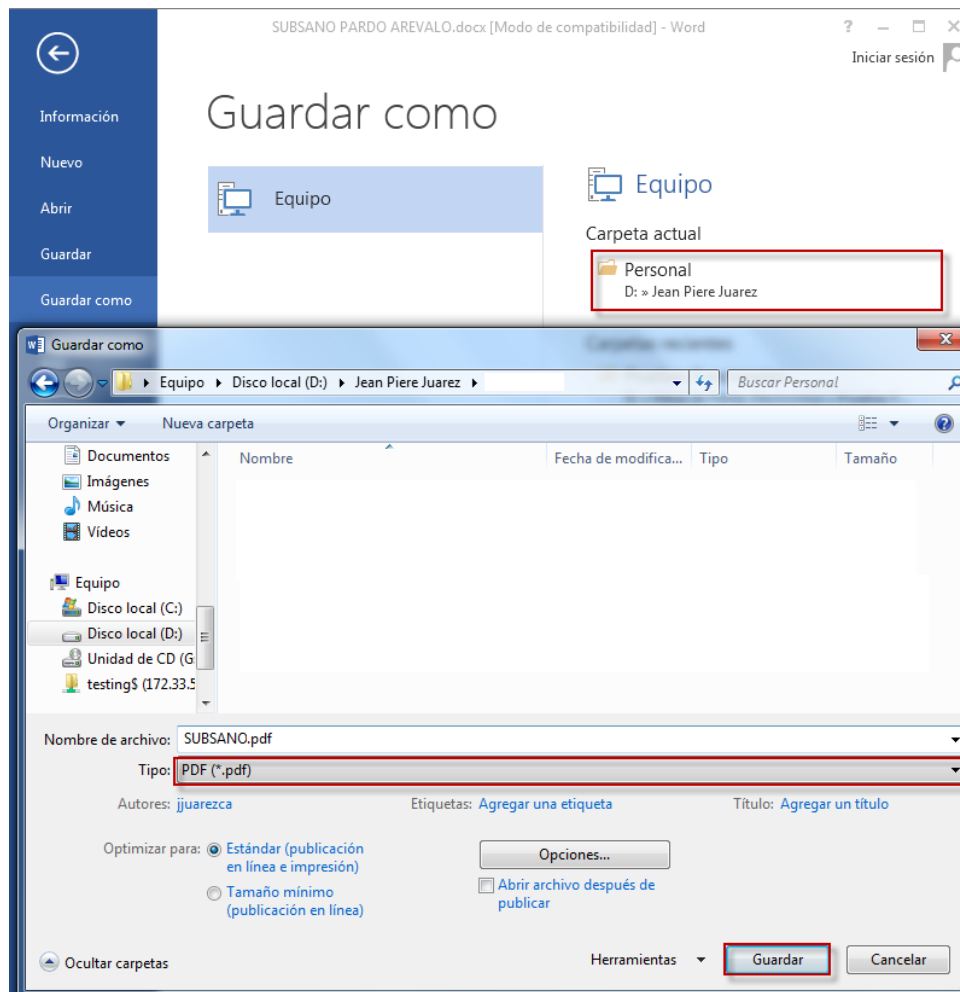 SUBSANO PARDO AREVALO.docx [Modo de compatibilidad] - Word
?
Iniciar sesión
Información
Nuevo
Abrir
Guardar
Guardar como
Guardar como
Equipo
Equipo
Carpeta actual
Personal
D: » Jean Piere Juarez
Carpetas recientes
Guardar como
Equipo Disco local (D:) Jean Piere Juarez
Buscar Personal
Organizar Nueva carpeta
Nombre Fecha de modifica... Tipo Tamaño
Documentos
Imágenes
Música
Vídeos
Equipo
Disco local (C:)
Disco local (D:)
Unidad de CD (G:
testing$ (172.33.5
Nombre de archivo: SUBSANO.pdf
Tipo: PDF (*.pdf)
Autores: jjuarezca Etiquetas: Agregar una etiqueta Título: Agregar un título
Optimizar para: Estándar (publicación
en línea e impresión)
Tamaño mínimo
(publicación en línea)
Opciones...
Abrir archivo después de
publicar
Ocultar carpetas
Herramientas Guardar Cancelar